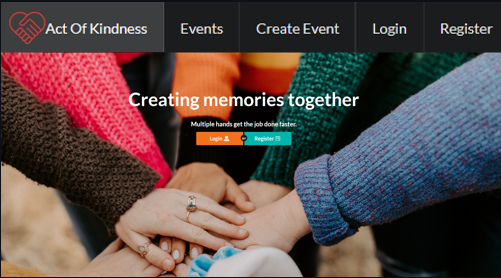 Act Of Kindness Events Create Event Login Register
Creating memories together
Multiple hands get the job done faster.
Login or Register